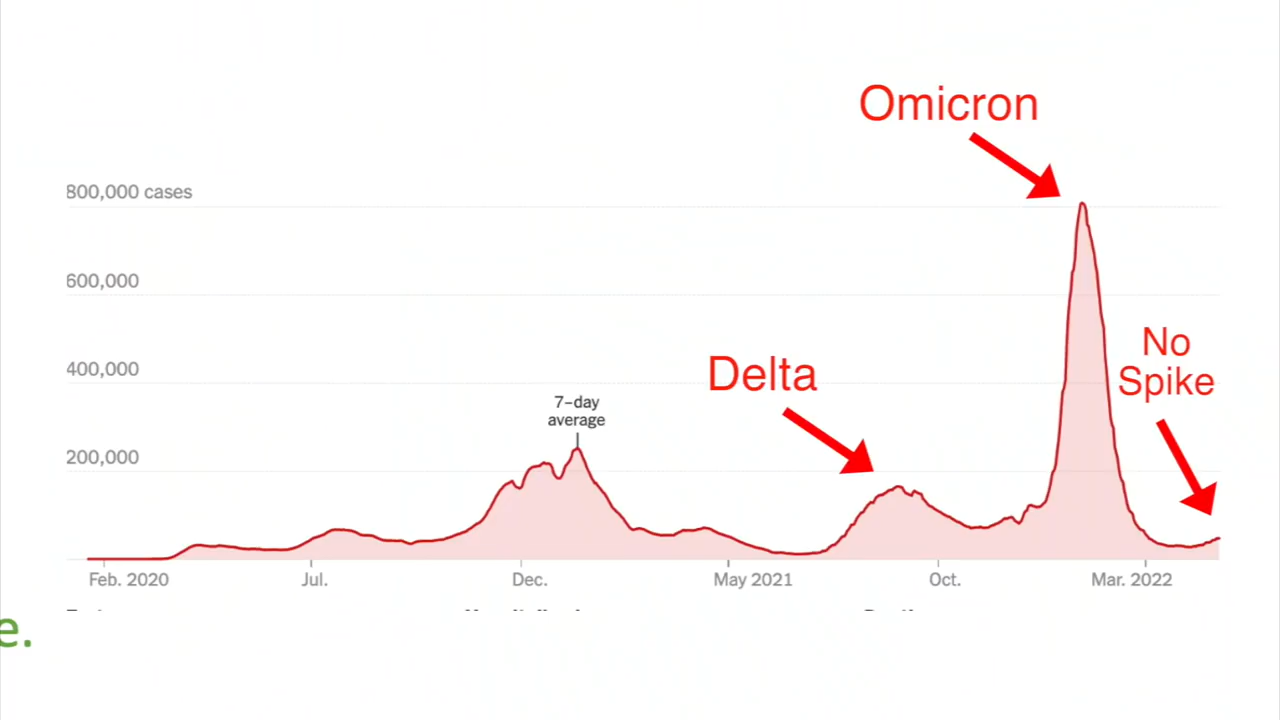 Omicron
800,000 cases
600,000
No
Spike
Delta
400,000
7–day
average
200,000
Feb. 2020
Jul.
Dec.
May 2021
Oct.
Mar. 2022
e.